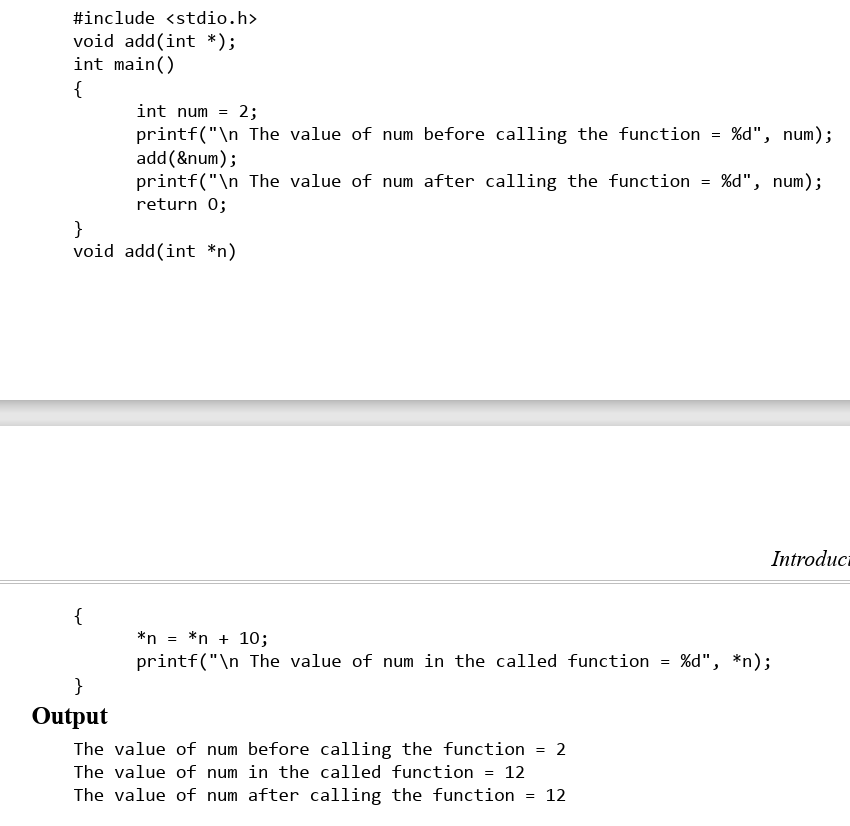 #include <stdio.h>
void add(int *);
int main()
{
int num = 2;
printf("\n The value of num before calling the function = %d", num);
add(&num);
printf("\n The value of num after calling the function = %d", num);
return 0;
}
void add(int *n)
Introduc
{
*n = *n + 10;
printf("\n The value of num in the called function = %d", *n);
}
Output
The value of num before calling the function = 2
The value of num in the called function = 12
The value of num after calling the function = 12